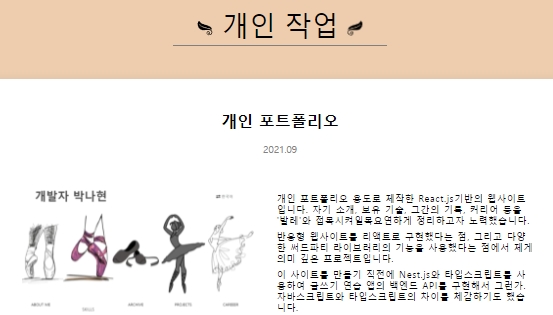 개인 작업
개인 포트폴리오
2021.09
개발자 박나현
ABOUT ME
SKILLS
ARCHIVE
PROJECTS
CAREER
개인 포트폴리오 용도로 제작한 React.js기반의 웹사이트
입니다. 자기 소개, 보유 기술, 그간의 기록, 커리어 등을
'발레'와 접목시켜일목요연하게 정리하고자 노력했습니다.
반응형 웹사이트를 리액트로 구현했다는 점, 그리고 다양
한 써드파티 라이브러리의 기능을 사용했다는 점에서 제게
의미 깊은 프로젝트입니다.
이 사이트를 만들기 직전에 Nest.js와 타입스크립트를 사
용하여 글쓰기 연습 앱의 백엔드 API를 구현해서 그런가.
자바스크립트와 타입스크립트의 차이를 체감하기도 했습
니다.